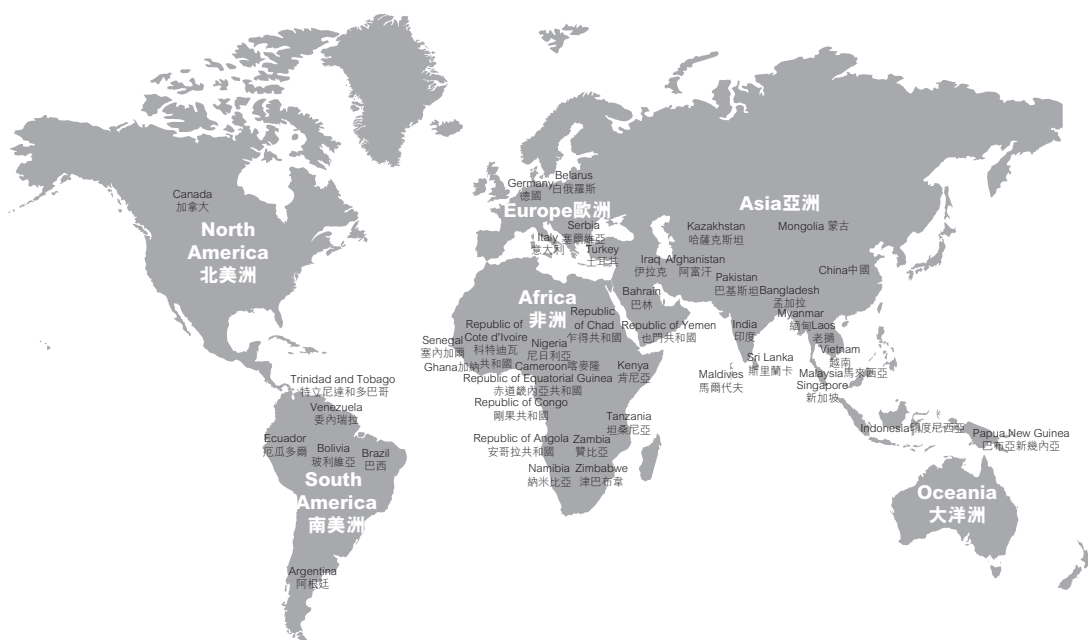 Canada
加拿大
North
America
北美洲
Trinidad and Tobago
特立尼達和多巴哥
Venezuela
委內瑞拉
Ecuador
厄瓜多爾
Bolivia
玻利維亞
Brazil
巴西
South
America
南美洲
Argentina
阿根廷
Germany
德國
Belarus
白俄羅斯
Europe歐洲
Serbia
塞爾維亞
Italy
意大利
Turkey
土耳其
Africa
非洲
Republic
of Chad
乍得共和國
Senegal
塞內加爾
Republic of
Cote d'Ivoire
科特迪瓦
共和國
Nigeria
尼日利亞
Ghana加納
Cameroon喀麥隆
Kenya
肯尼亞
Republic of Equatorial Guinea
赤道畿內亞共和國
Republic of Congo
剛果共和國
Tanzania
坦桑尼亞
Republic of Angola
安哥拉共和國
Zambia
贊比亞
Namibia
納米比亞
Zimbabwe
津巴布韋
Asia亞洲
Kazakhstan
哈薩克斯坦
Mongolia 蒙古
Iraq
伊拉克
Afghanistan
阿富汗
China中國
Pakistan
巴基斯坦
Bangladesh
孟加拉
Bahrain
巴林
Republic of Yemen
也門共和國
India
印度
Myanmar
緬甸
Laos
老撾
Vietnam
越南
Sri Lanka
斯里蘭卡
Maldives
馬爾代夫
Malaysia馬來西亞
Singapore
新加坡
Indonesia印度尼西亞
Papua New Guinea
巴布亞新幾內亞
Oceania
大洋洲